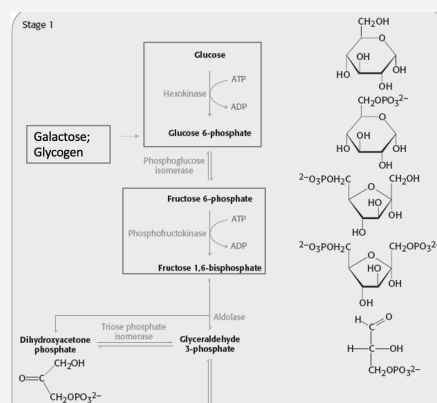 Stage 1
Glucose
ATP
Hexokinase
ADP
Galactose;
Glycogen
Glucose 6-phosphate
Phosphoglucose
isomerase
Fructose 6-phosphate
ATP
Phosphofructokinase
ADP
Fructose 1,6-bisphosphate
Aldolase
Dihydroxyacetone
phosphate
Triose phosphate
isomerase
Glyceraldehyde
3-phosphate
CH₂OH
O=C
CH₂OPO₃²⁻
CH₂OH
O
OH
HO
OH
OH
CH₂OPO₃²⁻
O
OH
HO
OH
OH
²⁻O₃POH₂C
O
CH₂OH
HO
OH
HO
²⁻O₃POH₂C
O
CH₂OPO₃²⁻
HO
OH
OH
H
O
C
H—C—OH
CH₂OPO₃²⁻